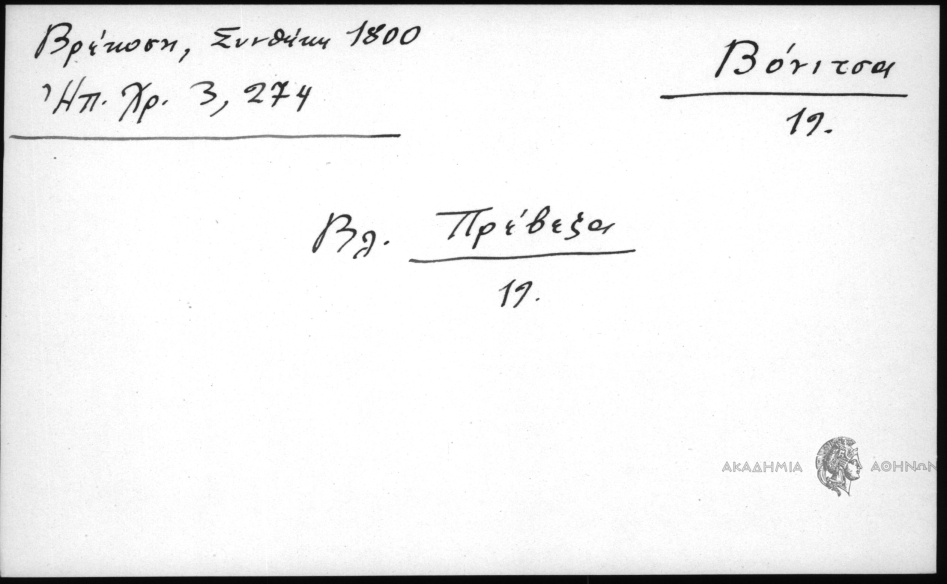 Βρέκοση, Συνθήκη 1800
Ἠπ. Χρ. 3, 274
Βόνιτσα
19.
Βλ. Πρέβεζα
19.
ΑΚΑΔΗΜΙΑ ΑΘΗΝΩΝ